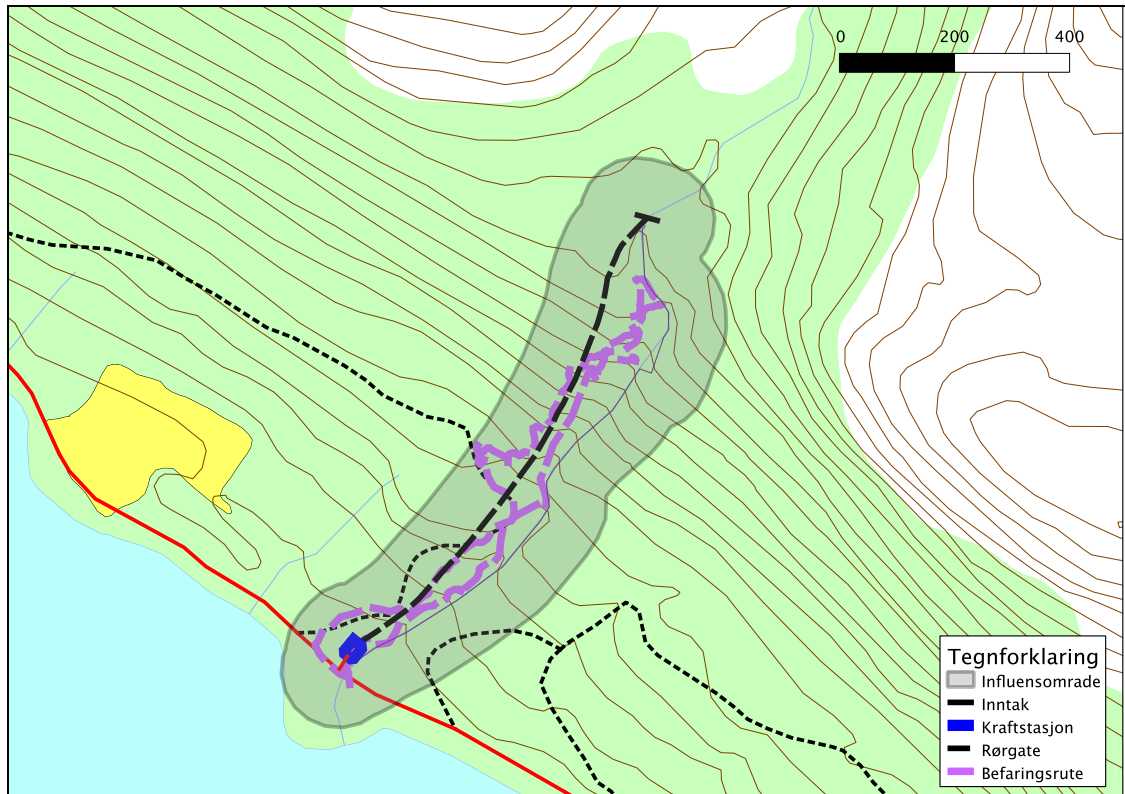 0 200 400
Tegnforklaring
Influensomrade
Inntak
Kraftstasjon
Rørgate
Befaringsrute